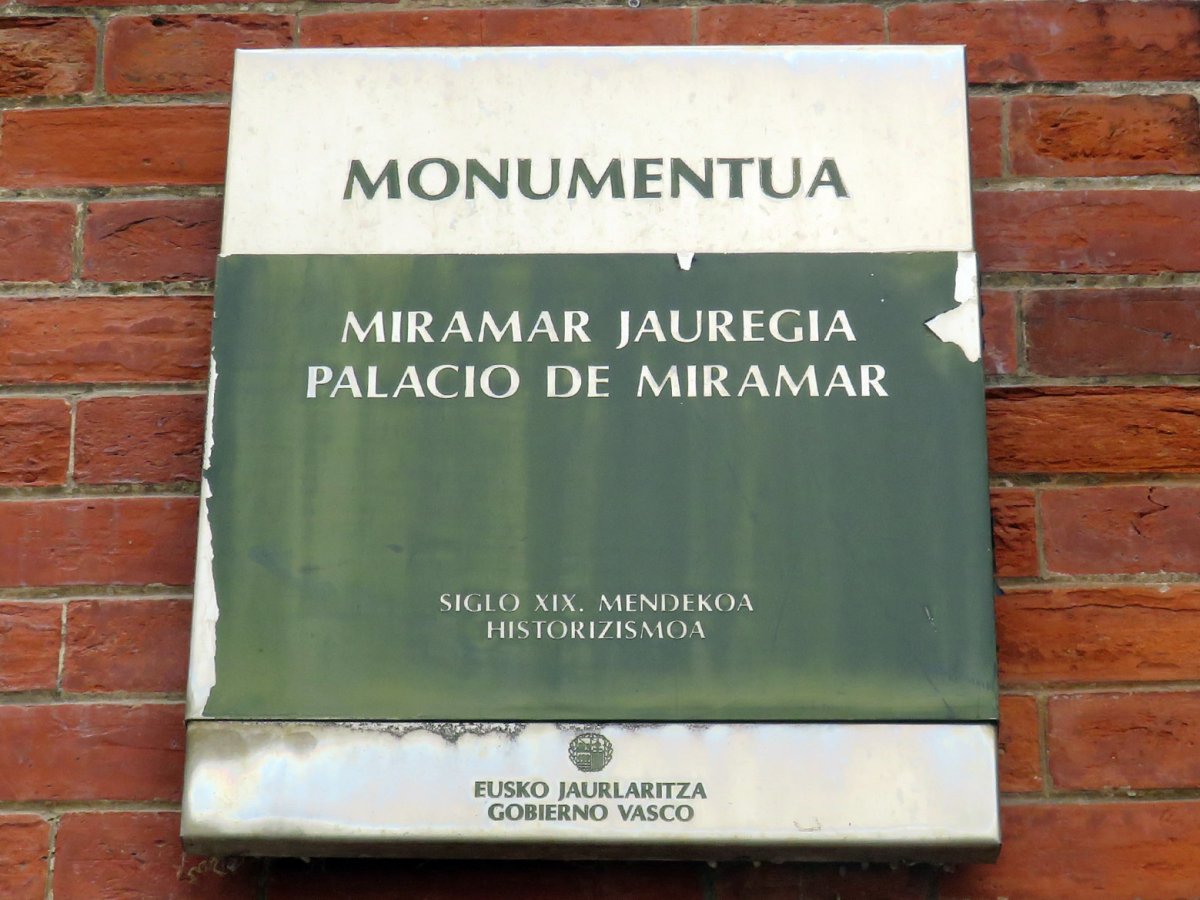 MONUMENTUA
MIRAMAR JAUREGIA
PALACIO DE MIRAMAR
SIGLO XIX. MENDEKOA
HISTORIZISMOA
EUSKO JAURLARITZA
GOBIERNO VASCO